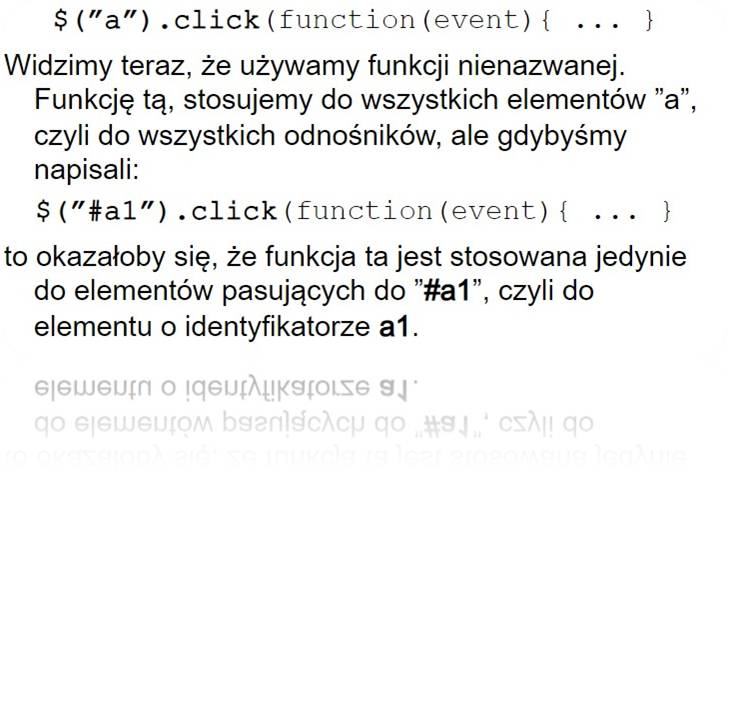 $(”a”).click(function(event){ ... }
Widzimy teraz, że używamy funkcji nienazwanej.
Funkcję tą, stosujemy do wszystkich elementów ”a”,
czyli do wszystkich odnośników, ale gdybyśmy
napisali:
$(”#a1”).click(function(event){ ... }
to okazałoby się, że funkcja ta jest stosowana jedynie
do elementów pasujących do ”#a1”, czyli do
elementu o identyfikatorze a1.